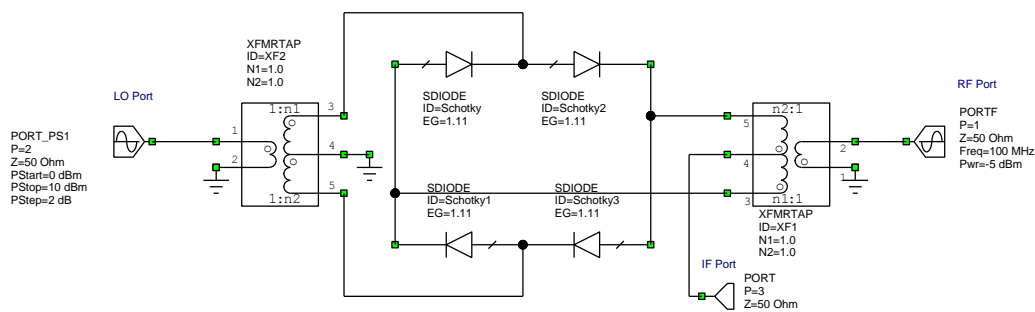 LO Port
PORT_PS1
P=2
Z=50 Ohm
PStart=0 dBm
PStop=10 dBm
PStep=2 dB
XFMRTAP
ID=XF2
N1=1.0
N2=1.0
1:n1
1:n2
1
2
3
4
5
SDIODE
ID=Schotky
EG=1.11
SDIODE
ID=Schotky2
EG=1.11
SDIODE
ID=Schotky1
EG=1.11
SDIODE
ID=Schotky3
EG=1.11
n2:1
n1:1
5
4
3
2
1
XFMRTAP
ID=XF1
N1=1.0
N2=1.0
RF Port
PORTF
P=1
Z=50 Ohm
Freq=100 MHz
Pwr=-5 dBm
IF Port
PORT
P=3
Z=50 Ohm